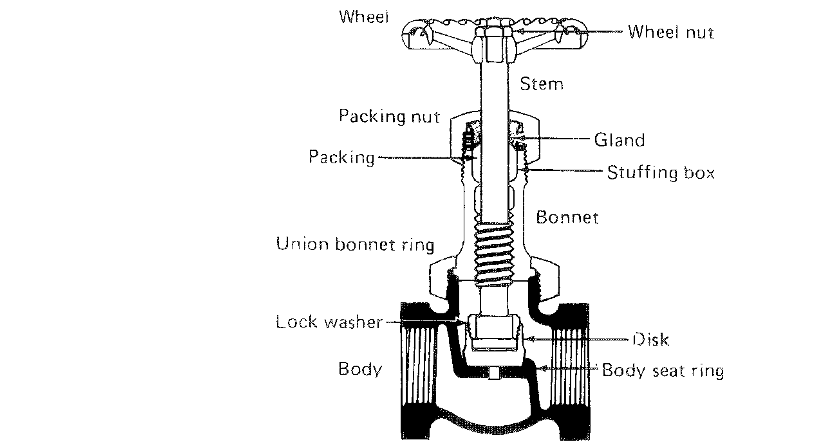 Wheel
Wheel nut
Stem
Packing nut
Gland
Packing
Stuffing box
Bonnet
Union bonnet ring
Lock washer
Disk
Body
Body seat ring